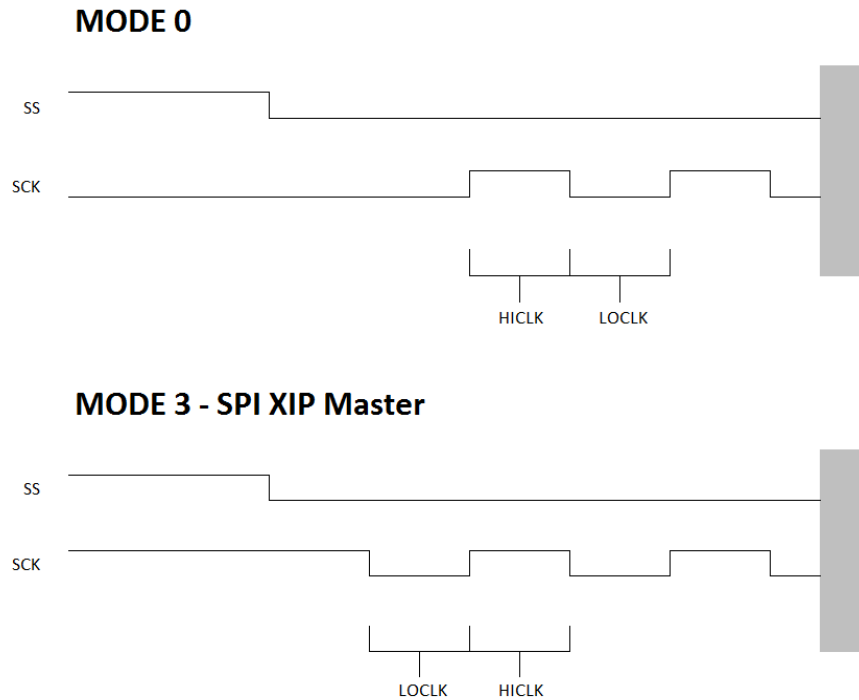 MODE 0
SS
SCK
HICLK LOCLK
MODE 3 - SPI XIP Master
SS
SCK
LOCLK HICLK